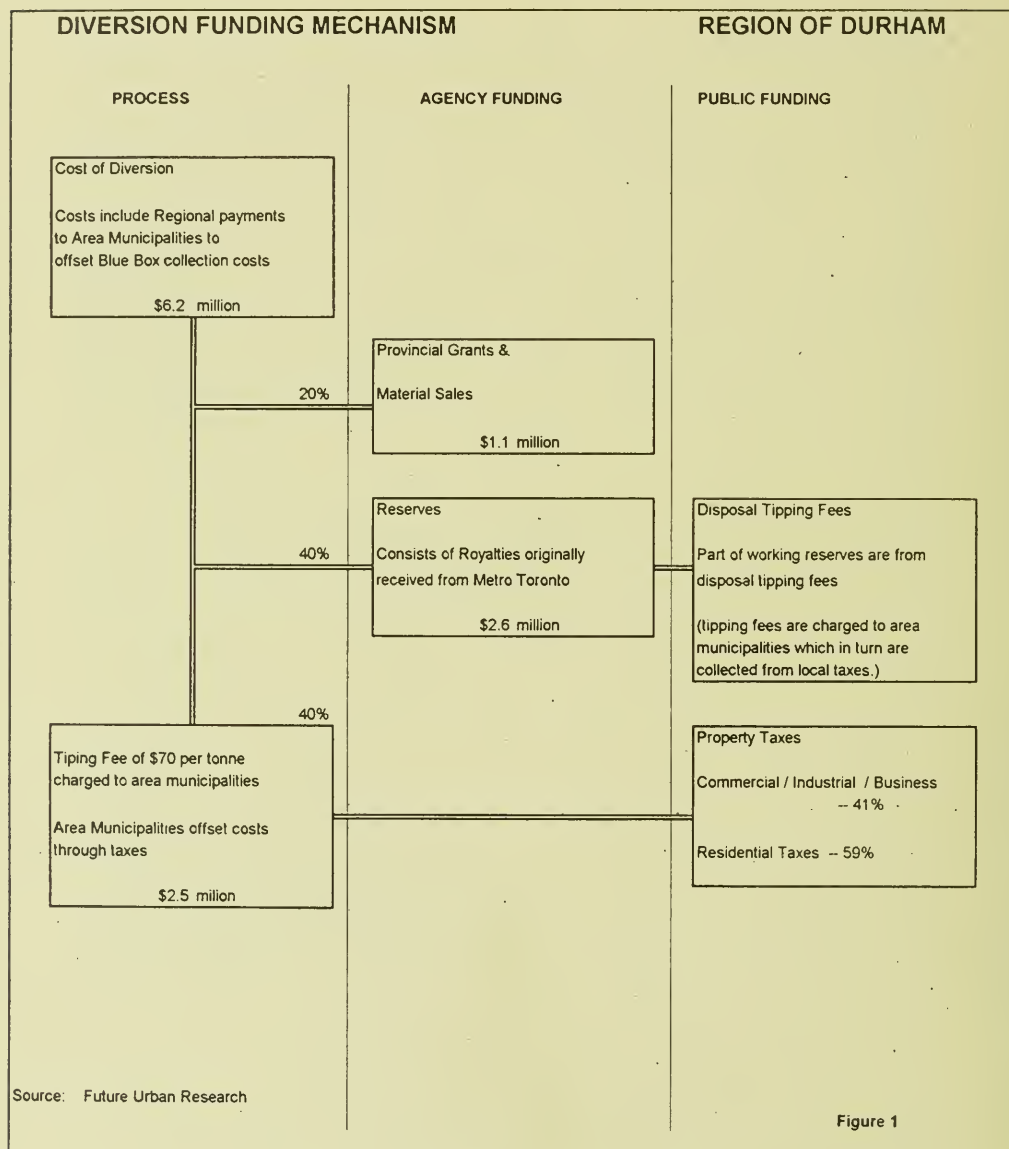 DIVERSION FUNDING MECHANISM
REGION OF DURHAM
PROCESS
AGENCY FUNDING
PUBLIC FUNDING
Cost of Diversion
Costs include Regional payments
to Area Municipalities to
offset Blue Box collection costs
$6.2 million
20%
Provincial Grants &
Material Sales
$1.1 million
40%
Reserves
Consists of Royalties originally
received from Metro Toronto
$2.6 million
Disposal Tipping Fees
Part of working reserves are from
disposal tipping fees
(tipping fees are charged to area
municipalities which in turn are
collected from local taxes.)
40%
Tiping Fee of $70 per tonne
charged to area municipalities
Area Municipalities offset costs
through taxes
$2.5 milion
Property Taxes
Commercial / Industrial / Business
-- 41%
Residential Taxes -- 59%
Source: Future Urban Research
Figure 1